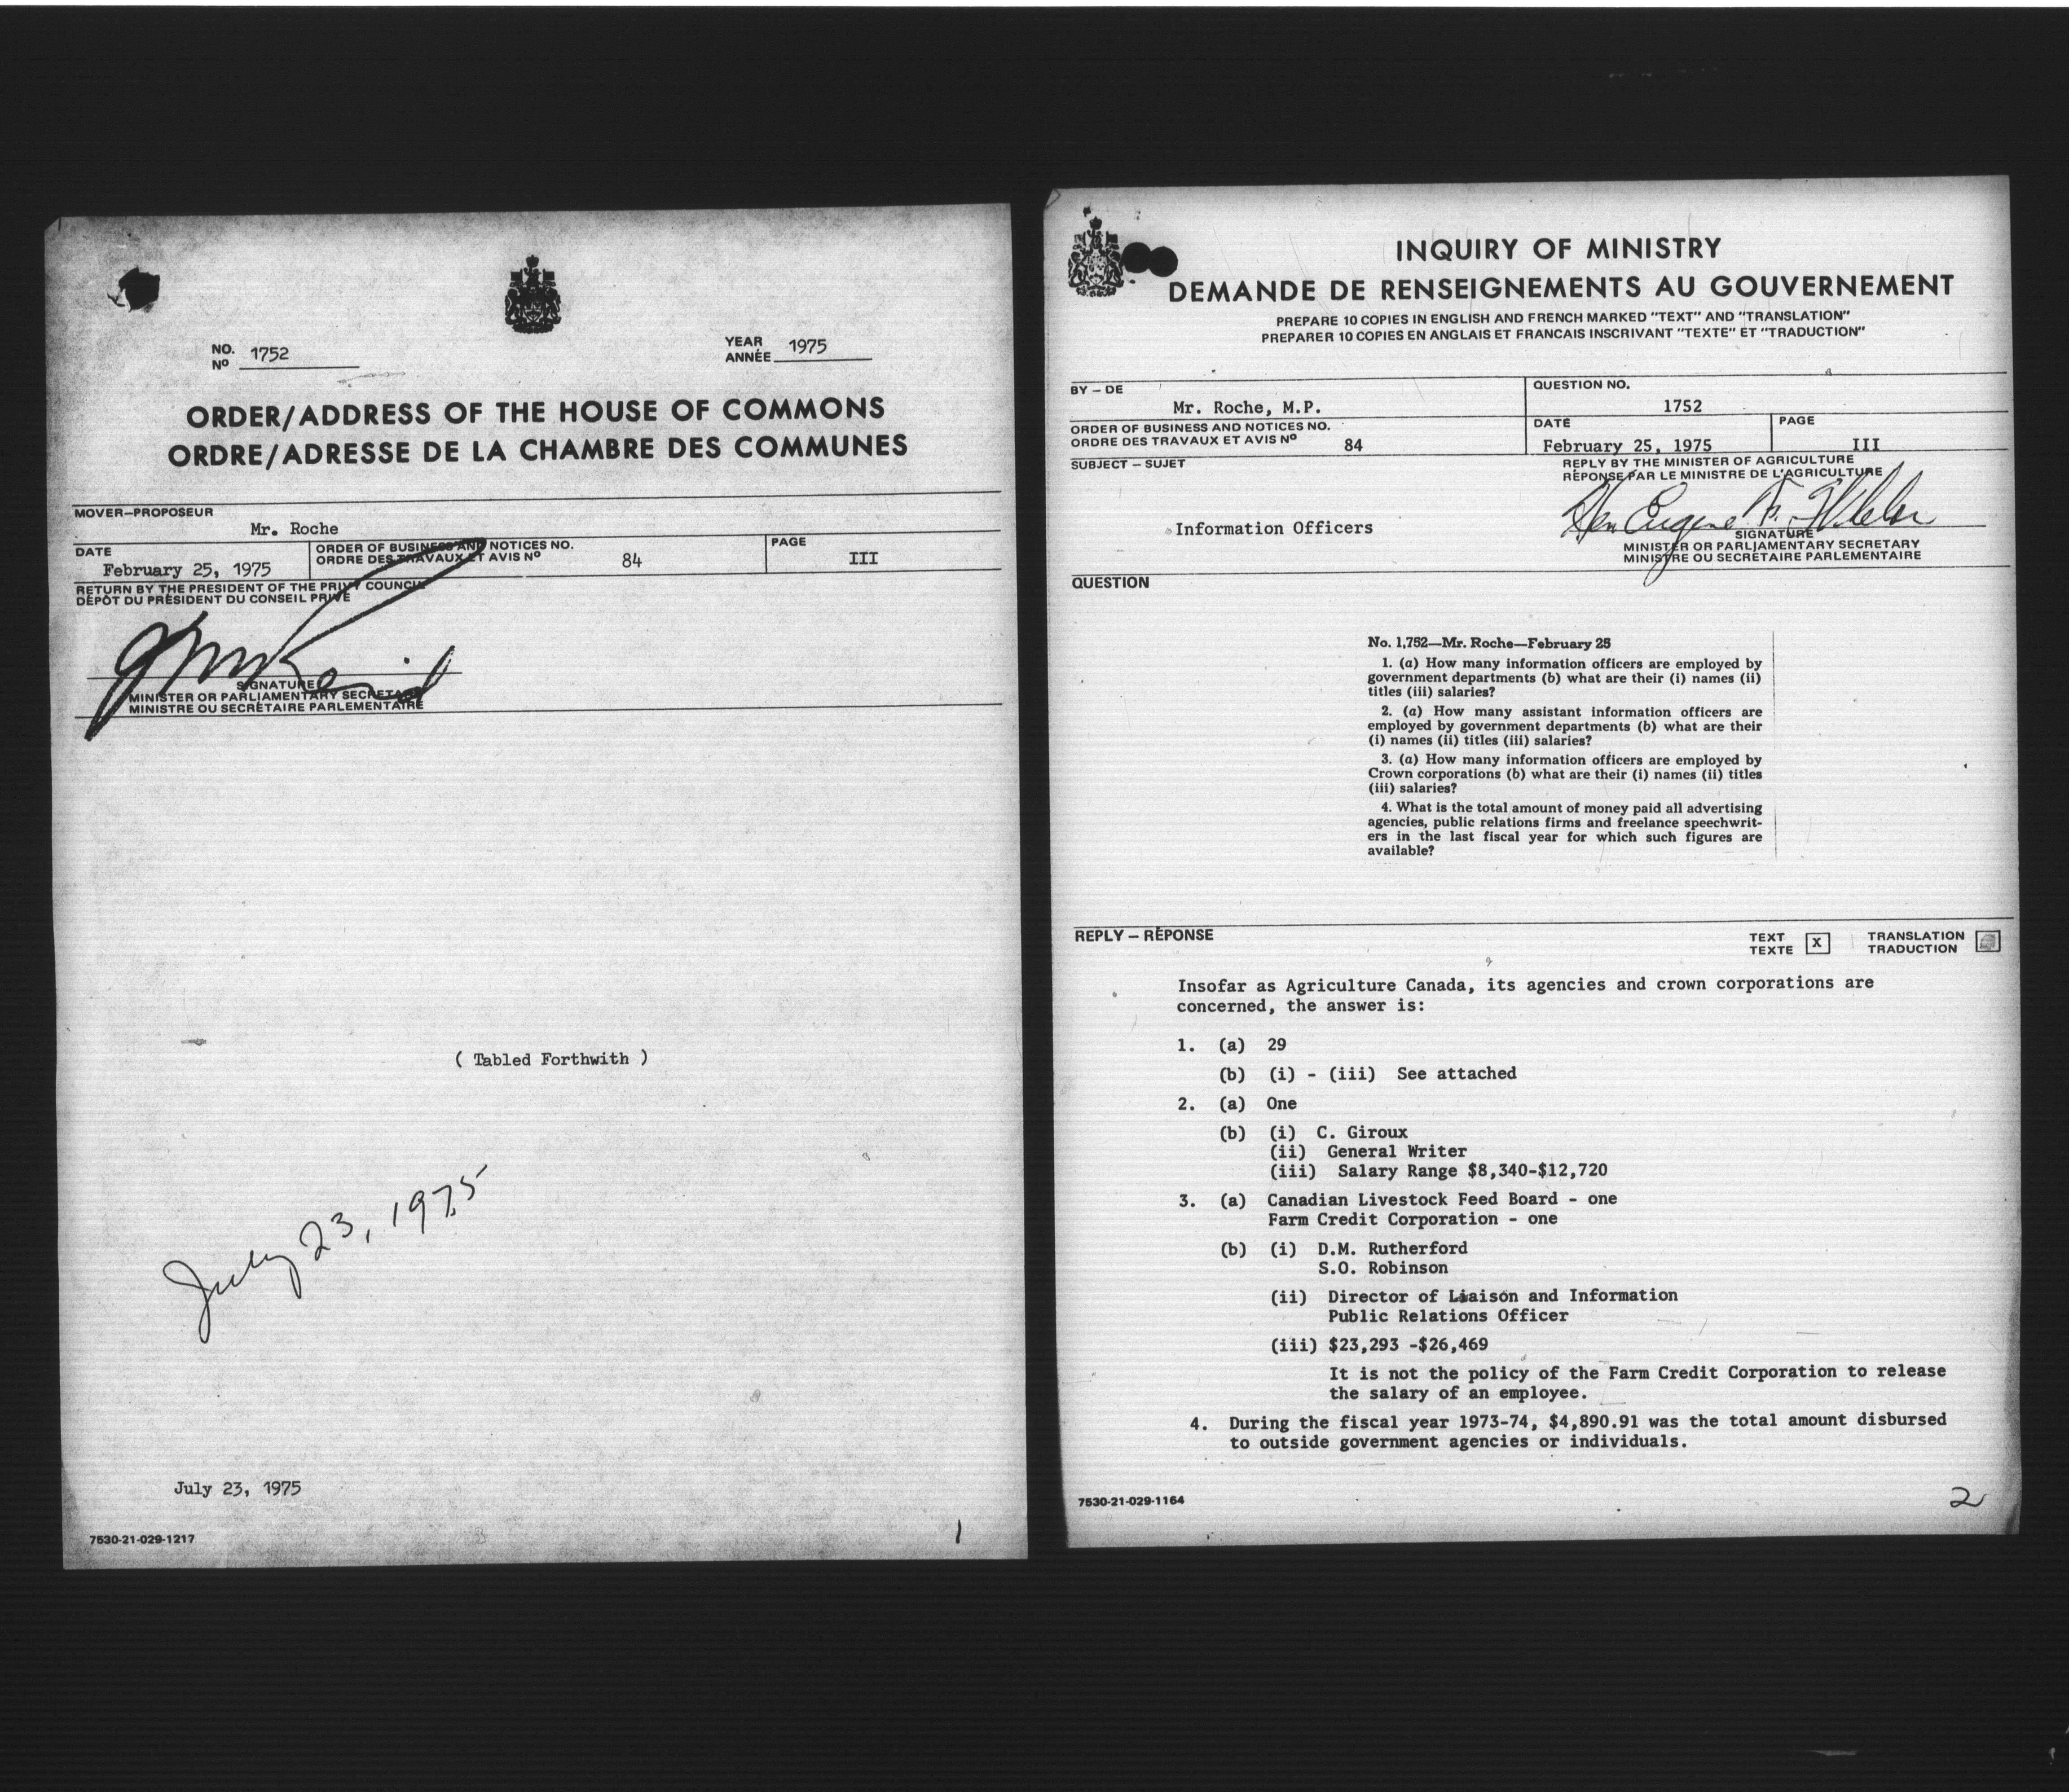 NO. 1752
Nº
YEAR 1975
ANNÉE
ORDER/ADDRESS OF THE HOUSE OF COMMONS
ORDRE/ADRESSE DE LA CHAMBRE DES COMMUNES
MOVER—PROPOSEUR
Mr. Roche
DATE
February 25, 1975
ORDER OF BUSINESS AND NOTICES NO.
ORDRE DES TRAVAUX ET AVIS Nº
84
PAGE
III
RETURN BY THE PRESIDENT OF THE PRIVY COUNCIL
DÉPÔT DU PRÉSIDENT DU CONSEIL PRIVÉ
SIGNATURE
MINISTER OR PARLIAMENTARY SECRETARY
MINISTRE OU SECRÉTAIRE PARLEMENTAIRE
( Tabled Forthwith )
July 23, 1975
July 23, 1975
7530-21-029-1217
1
INQUIRY OF MINISTRY
DEMANDE DE RENSEIGNEMENTS AU GOUVERNEMENT
PREPARE 10 COPIES IN ENGLISH AND FRENCH MARKED "TEXT" AND "TRANSLATION"
PREPARER 10 COPIES EN ANGLAIS ET FRANCAIS INSCRIVANT "TEXTE" ET "TRADUCTION"
BY — DE
Mr. Roche, M.P.
QUESTION NO.
1752
ORDER OF BUSINESS AND NOTICES NO.
ORDRE DES TRAVAUX ET AVIS Nº
84
DATE
February 25, 1975
PAGE
III
SUBJECT — SUJET
Information Officers
REPLY BY THE MINISTER OF AGRICULTURE
RÉPONSE PAR LE MINISTRE DE L'AGRICULTURE
Hon Eugene F. Whelan
SIGNATURE
MINISTER OR PARLIAMENTARY SECRETARY
MINISTRE OU SECRETAIRE PARLEMENTAIRE
QUESTION
No. 1,752—Mr. Roche—February 25
1. (a) How many information officers are employed by
government departments (b) what are their (i) names (ii)
titles (iii) salaries?
2. (a) How many assistant information officers are
employed by government departments (b) what are their
(i) names (ii) titles (iii) salaries?
3. (a) How many information officers are employed by
Crown corporations (b) what are their (i) names (ii) titles
(iii) salaries?
4. What is the total amount of money paid all advertising
agencies, public relations firms and freelance speechwrit-
ers in the last fiscal year for which such figures are
available?
REPLY — RÉPONSE
TEXT
TEXTE
X
TRANSLATION
TRADUCTION
Insofar as Agriculture Canada, its agencies and crown corporations are
concerned, the answer is:
1. (a) 29
(b) (i) - (iii) See attached
2. (a) One
(b) (i) C. Giroux
(ii) General Writer
(iii) Salary Range $8,340-$12,720
3. (a) Canadian Livestock Feed Board - one
Farm Credit Corporation - one
(b) (i) D.M. Rutherford
S.O. Robinson
(ii) Director of Liaison and Information
Public Relations Officer
(iii) $23,293 -$26,469
It is not the policy of the Farm Credit Corporation to release
the salary of an employee.
4. During the fiscal year 1973-74, $4,890.91 was the total amount disbursed
to outside government agencies or individuals.
7530-21-029-1164
2